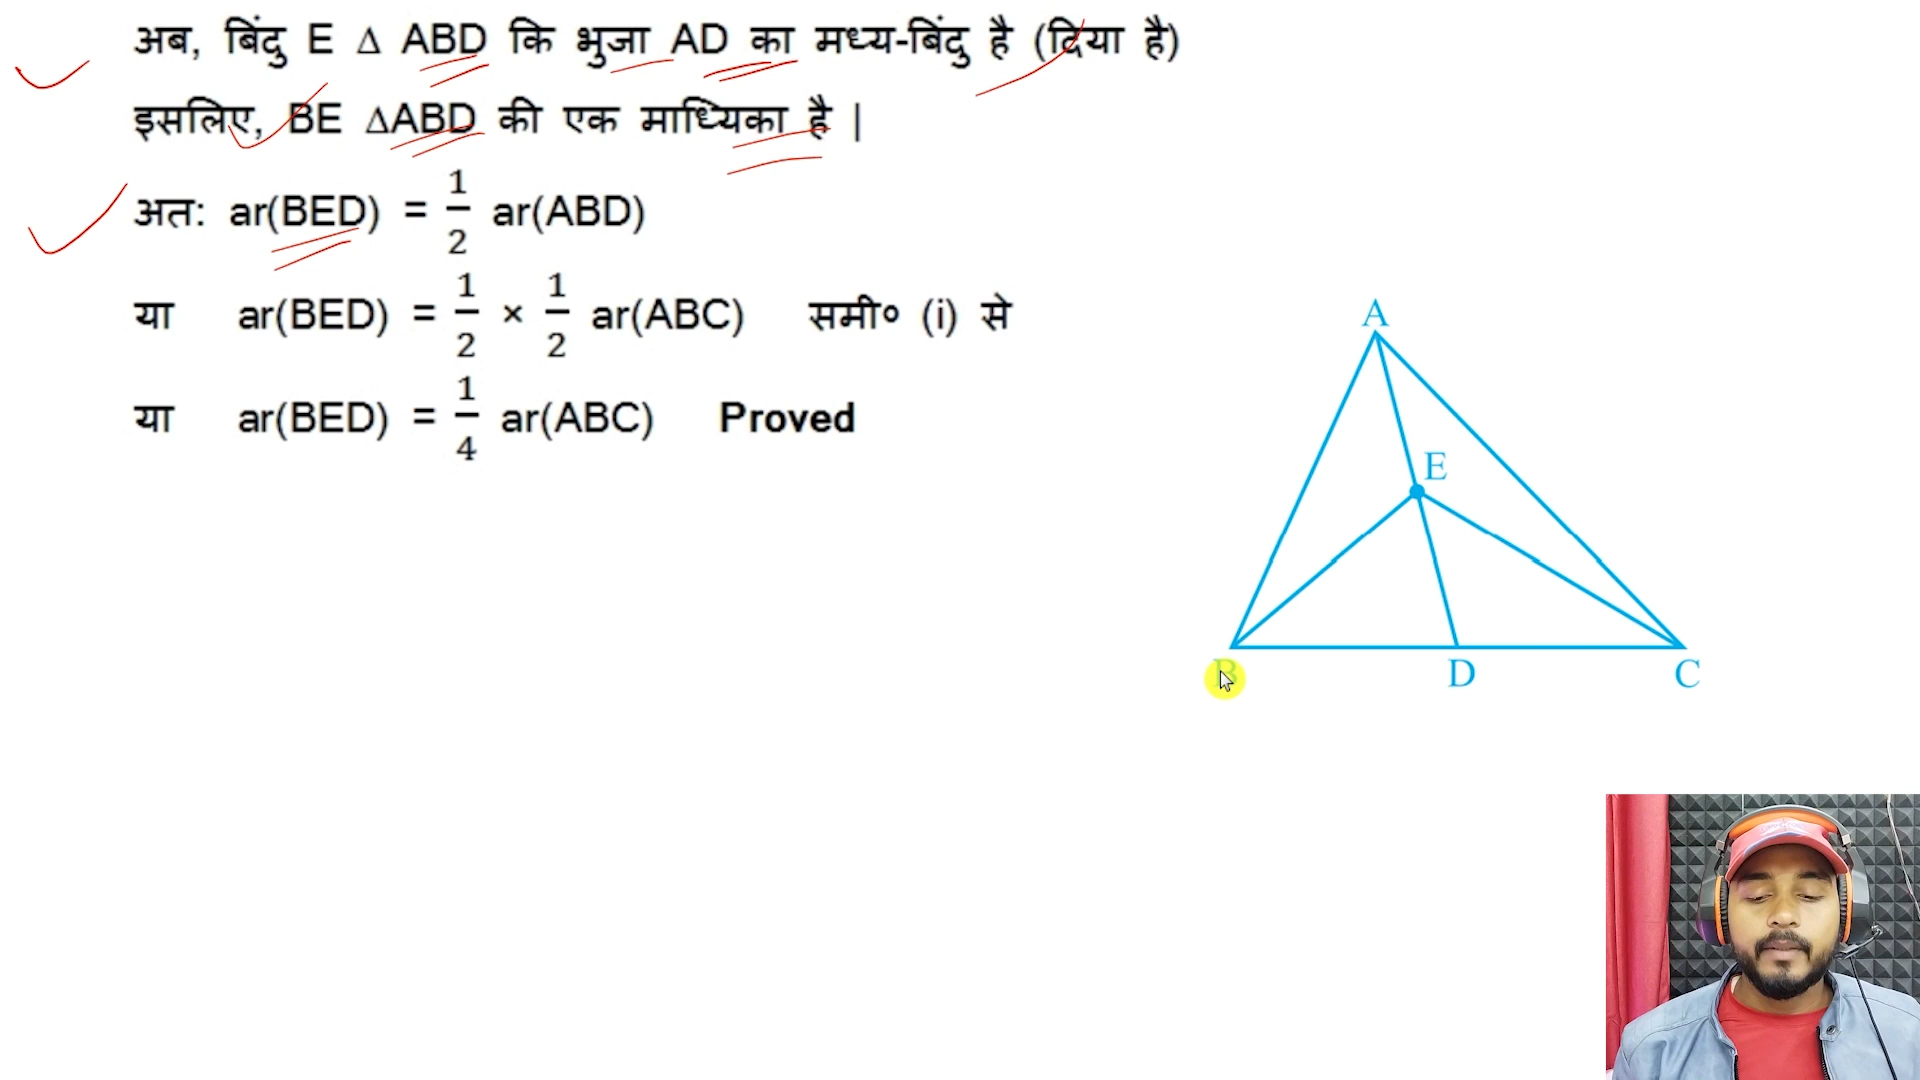 अब, बिंदु E Δ ABD कि भुजा AD का मध्य-बिंदु है (दिया है)
इसलिए, BE ΔABD की एक माध्यिका है |
अत: ar(BED) = 1/2 ar(ABD)
या ar(BED) = 1/2 × 1/2 ar(ABC) समी० (i) से
या ar(BED) = 1/4 ar(ABC) Proved
A
E
B D C